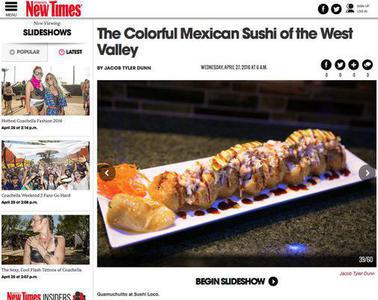 MENU
New Times
SIGN UP
LOG IN
Now Viewing:
SLIDESHOWS
POPULAR
LATEST
Hottest Coachella Fashion 2016
April 25 at 2:14 p.m.
Coachella Weekend 2 Fans Go Hard
April 25 at 2:08 p.m.
The Sexy, Cool Flash Tattoos of Coachella
April 25 at 2:57 p.m.
New Times INSIDERS
The Colorful Mexican Sushi of the West
Valley
BY JACOB TYLER DUNN
WEDNESDAY, APRIL 27, 2016 AT 6 A.M.
0 0 0 0
39/60
Jacob Tyler Dunn
BEGIN SLIDESHOW
Guamuchulito at Sushi Loco.